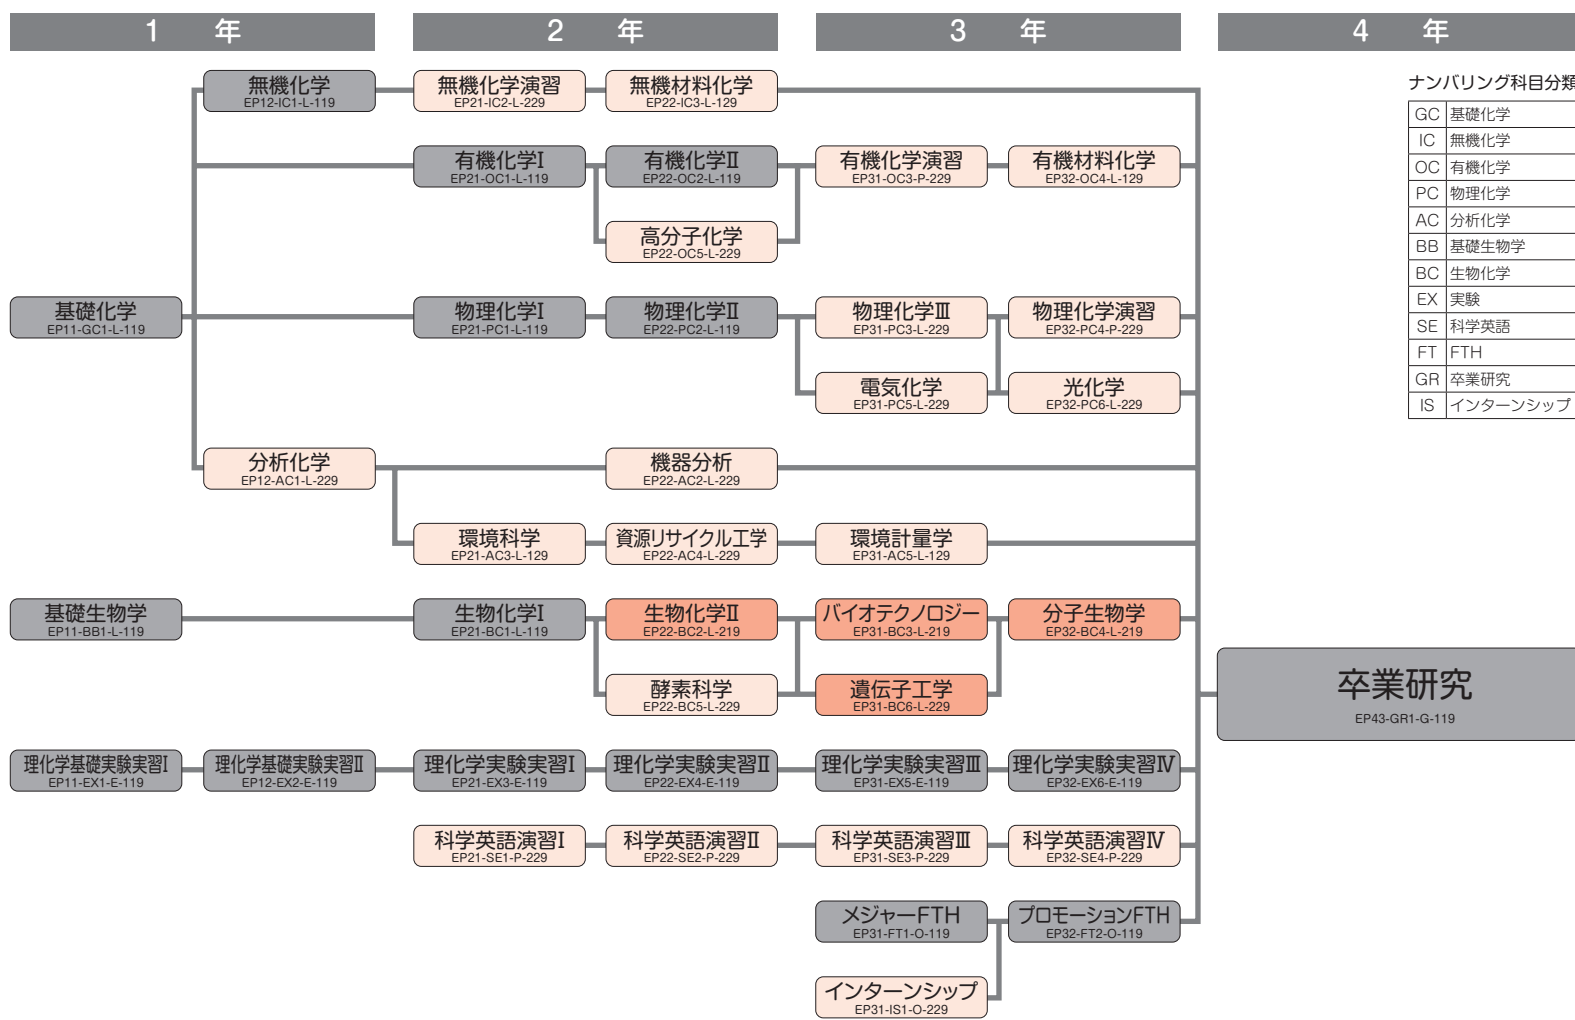 1　年
2　年
3　年
4　年
無機化学
EP12-IC1-L-119
無機化学演習
EP21-IC2-L-229
無機材料化学
EP22-IC3-L-129
有機化学Ⅰ
EP21-OC1-L-119
有機化学Ⅱ
EP22-OC2-L-119
有機化学演習
EP31-OC3-P-229
有機材料化学
EP32-OC4-L-129
高分子化学
EP22-OC5-L-229
基礎化学
EP11-GC1-L-119
物理化学Ⅰ
EP21-PC1-L-119
物理化学Ⅱ
EP22-PC2-L-119
物理化学Ⅲ
EP31-PC3-L-229
物理化学演習
EP32-PC4-P-229
電気化学
EP31-PC5-L-229
光化学
EP32-PC6-L-229
分析化学
EP12-AC1-L-229
機器分析
EP22-AC2-L-229
環境科学
EP21-AC3-L-129
資源リサイクル工学
EP22-AC4-L-229
環境計量学
EP31-AC5-L-129
基礎生物学
EP11-BB1-L-119
生物化学Ⅰ
EP21-BC1-L-119
生物化学Ⅱ
EP22-BC2-L-219
バイオテクノロジー
EP31-BC3-L-219
分子生物学
EP32-BC4-L-219
酵素科学
EP22-BC5-L-229
遺伝子工学
EP31-BC6-L-229
理化学基礎実験実習Ⅰ
EP11-EX1-E-119
理化学基礎実験実習Ⅱ
EP12-EX2-E-119
理化学実験実習Ⅰ
EP21-EX3-E-119
理化学実験実習Ⅱ
EP22-EX4-E-119
理化学実験実習Ⅲ
EP31-EX5-E-119
理化学実験実習Ⅳ
EP32-EX6-E-119
科学英語演習Ⅰ
EP21-SE1-P-229
科学英語演習Ⅱ
EP22-SE2-P-229
科学英語演習Ⅲ
EP31-SE3-P-229
科学英語演習Ⅳ
EP32-SE4-P-229
メジャーFTH
EP31-FT1-O-119
プロモーションFTH
EP32-FT2-O-119
インターンシップ
EP31-IS1-O-229
卒業研究
EP43-GR1-G-119
ナンバリング科目分類
GC 基礎化学
IC 無機化学
OC 有機化学
PC 物理化学
AC 分析化学
BB 基礎生物学
BC 生物化学
EX 実験
SE 科学英語
FT FTH
GR 卒業研究
IS インターンシップ